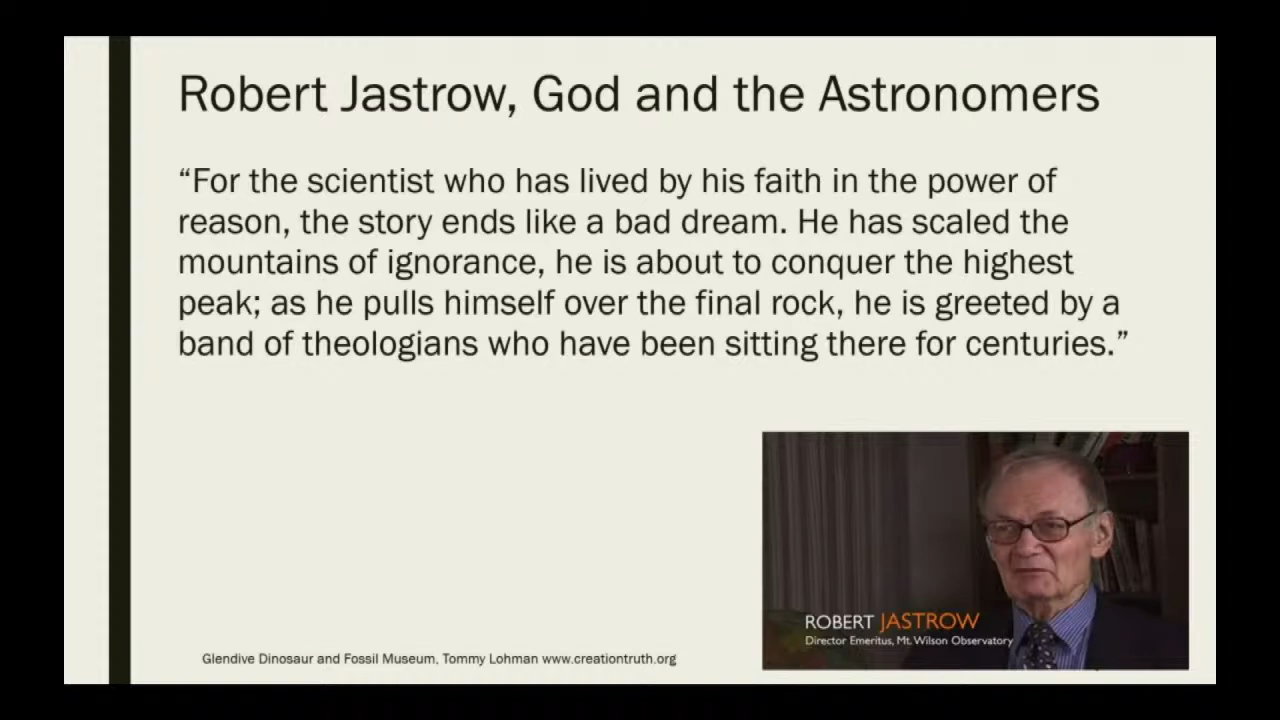 Robert Jastrow, God and the Astronomers
“For the scientist who has lived by his faith in the power of
reason, the story ends like a bad dream. He has scaled the
mountains of ignorance, he is about to conquer the highest
peak; as he pulls himself over the final rock, he is greeted by a
band of theologians who have been sitting there for centuries.”
ROBERT JASTROW
Director Emeritus, Mt. Wilson Observatory
Glendive Dinosaur and Fossil Museum, Tommy Lohman www.creationtruth.org